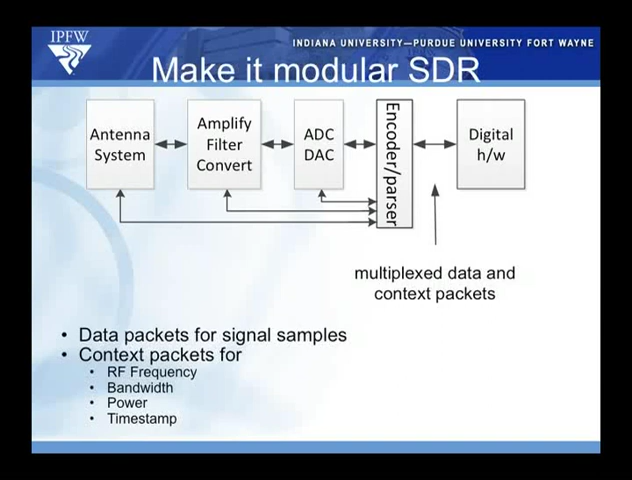 IPFW
INDIANA UNIVERSITY—PURDUE UNIVERSITY FORT WAYNE
Make it modular SDR
Antenna
System
Amplify
Filter
Convert
ADC
DAC
Encoder/parser
Digital
h/w
multiplexed data and
context packets
• Data packets for signal samples
• Context packets for
• RF Frequency
• Bandwidth
• Power
• Timestamp